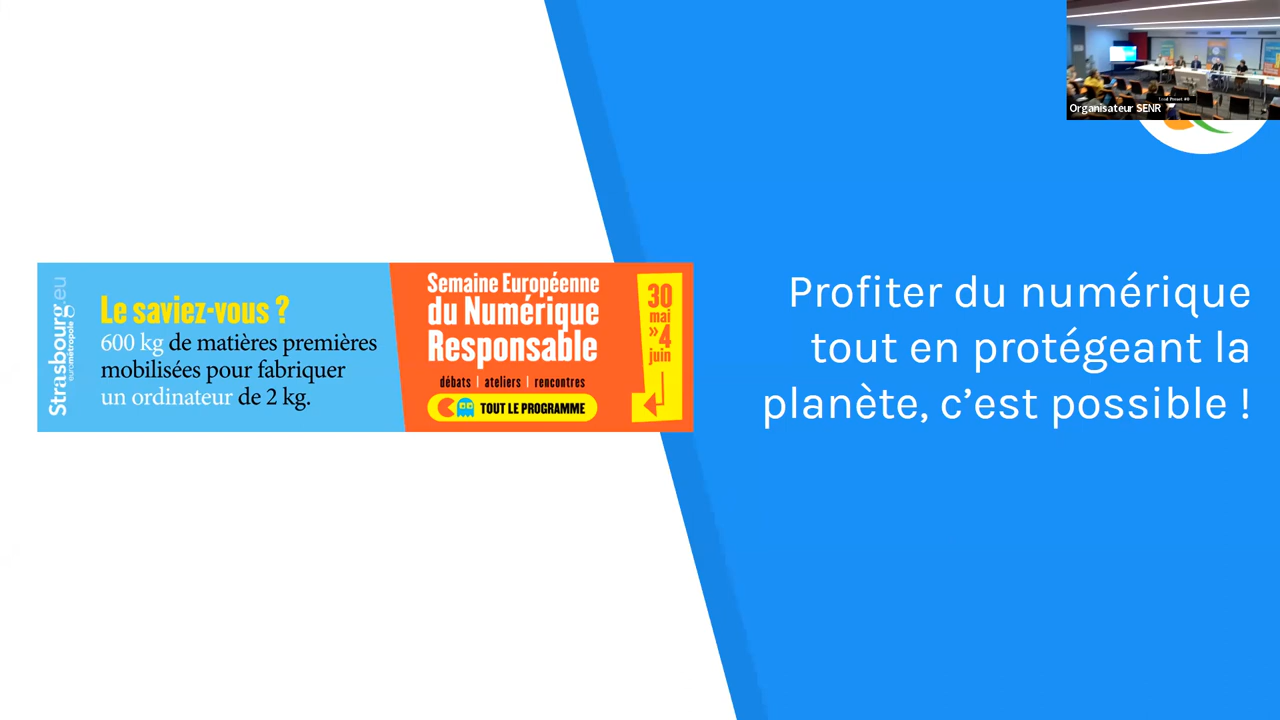 Organisateur SENR
Strasbourg.eu
eurométropole
Le saviez-vous ?
600 kg de matières premières
mobilisées pour fabriquer
un ordinateur de 2 kg.
Semaine Européenne
du Numérique
Responsable
débats | ateliers | rencontres
TOUT LE PROGRAMME
30
mai
» 4
juin
Profiter du numérique
tout en protégeant la
planète, c’est possible !